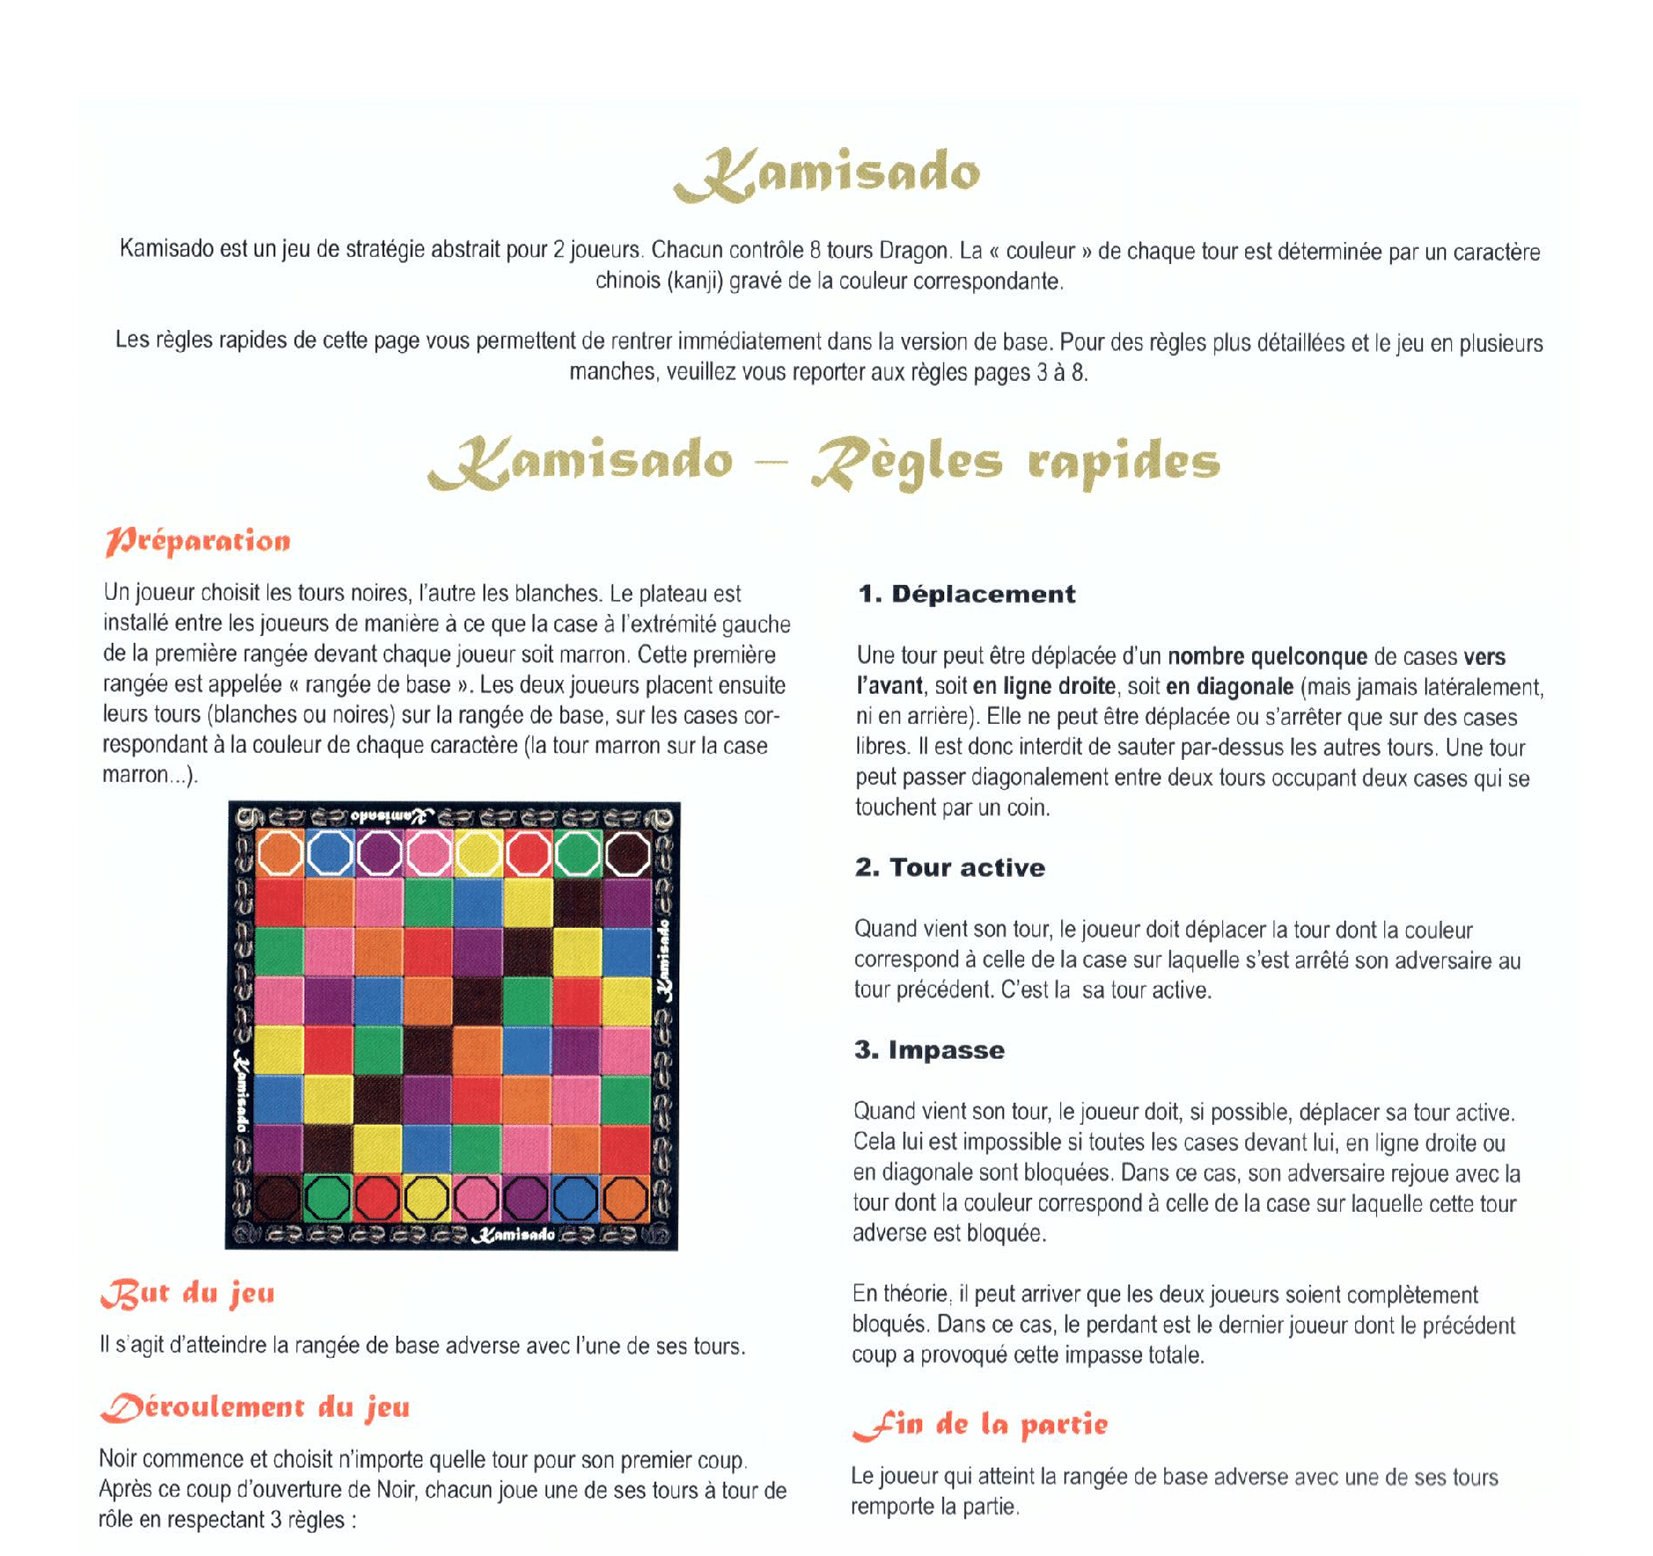 Kamisado
Kamisado est un jeu de stratégie abstrait pour 2 joueurs. Chacun contrôle 8 tours Dragon. La « couleur » de chaque tour est déterminée par un caractère
chinois (kanji) gravé de la couleur correspondante.
Les règles rapides de cette page vous permettent de rentrer immédiatement dans la version de base. Pour des règles plus détaillées et le jeu en plusieurs
manches, veuillez vous reporter aux règles pages 3 à 8.
Kamisado – Règles rapides
Préparation
Un joueur choisit les tours noires, l'autre les blanches. Le plateau est
installé entre les joueurs de manière à ce que la case à l'extrémité gauche
de la première rangée devant chaque joueur soit marron. Cette première
rangée est appelée « rangée de base ». Les deux joueurs placent ensuite
leurs tours (blanches ou noires) sur la rangée de base, sur les cases cor-
respondant à la couleur de chaque caractère (la tour marron sur la case
marron...).
Kamisado
Kamisado
Kamisado
Kamisado
But du jeu
Il s'agit d'atteindre la rangée de base adverse avec l'une de ses tours.
Déroulement du jeu
Noir commence et choisit n'importe quelle tour pour son premier coup.
Après ce coup d'ouverture de Noir, chacun joue une de ses tours à tour de
rôle en respectant 3 règles :
1. Déplacement
Une tour peut être déplacée d'un nombre quelconque de cases vers
l'avant, soit en ligne droite, soit en diagonale (mais jamais latéralement,
ni en arrière). Elle ne peut être déplacée ou s'arrêter que sur des cases
libres. Il est donc interdit de sauter par-dessus les autres tours. Une tour
peut passer diagonalement entre deux tours occupant deux cases qui se
touchent par un coin.
2. Tour active
Quand vient son tour, le joueur doit déplacer la tour dont la couleur
correspond à celle de la case sur laquelle s'est arrêté son adversaire au
tour précédent. C'est la sa tour active.
3. Impasse
Quand vient son tour, le joueur doit, si possible, déplacer sa tour active.
Cela lui est impossible si toutes les cases devant lui, en ligne droite ou
en diagonale sont bloquées. Dans ce cas, son adversaire rejoue avec la
tour dont la couleur correspond à celle de la case sur laquelle cette tour
adverse est bloquée.
En théorie, il peut arriver que les deux joueurs soient complètement
bloqués. Dans ce cas, le perdant est le dernier joueur dont le précédent
coup a provoqué cette impasse totale.
Fin de la partie
Le joueur qui atteint la rangée de base adverse avec une de ses tours
remporte la partie.